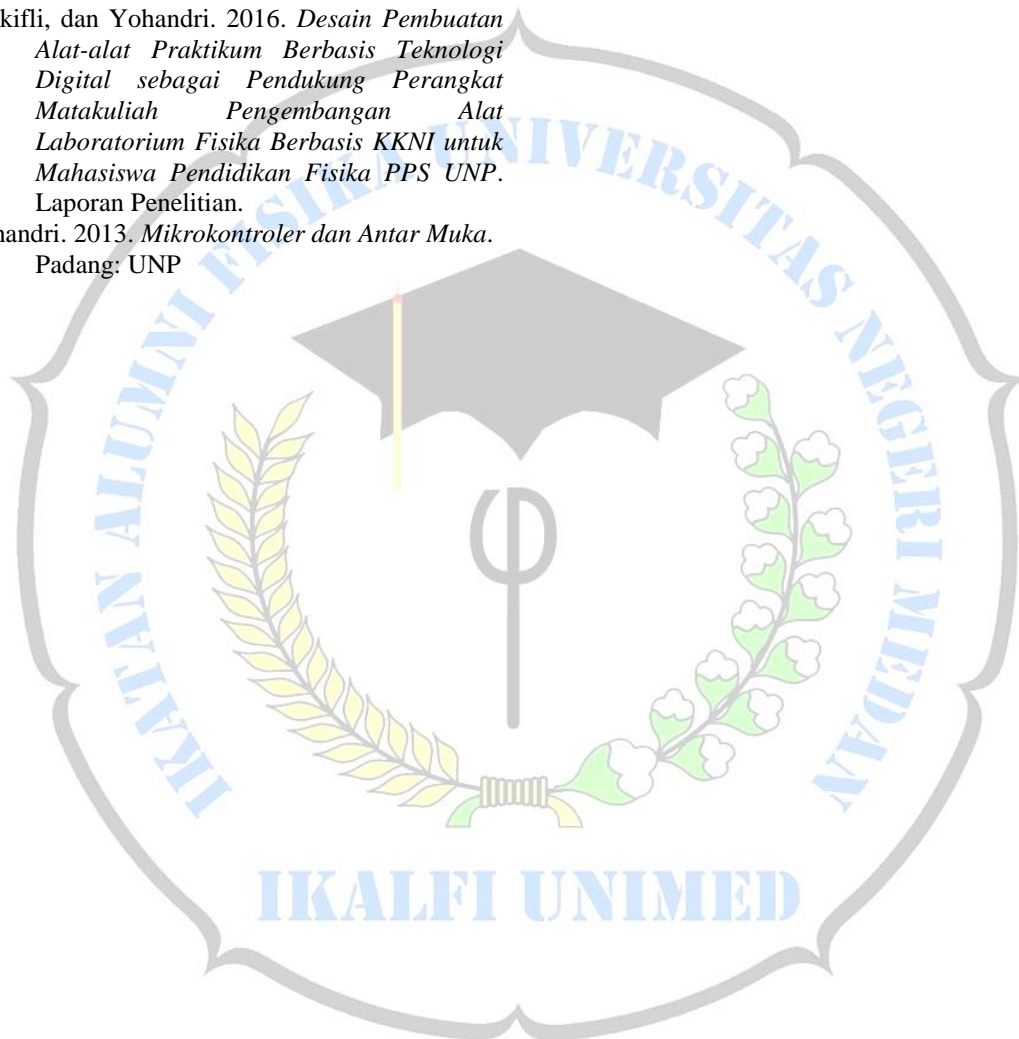 dan Yohandri. 2016. Desain Pembuatan
Alat-alat Praktikum Berbasis Teknologi
Digital sebagai Pendukung Perangkat
Matakuliah Pengembangan Alat
Laboratorium Fisika Berbasis KKNI untuk
Mahasiswa Pendidikan Fisika PPS UNP.
Laporan Penelitian.
2013. Mikrokontroler dan Antar Muka.
Padang: UNP
IKATAN ALUMNI FISIKA UNIVERSITAS NEGERI MEDAN
φ
IKALFI UNIMED